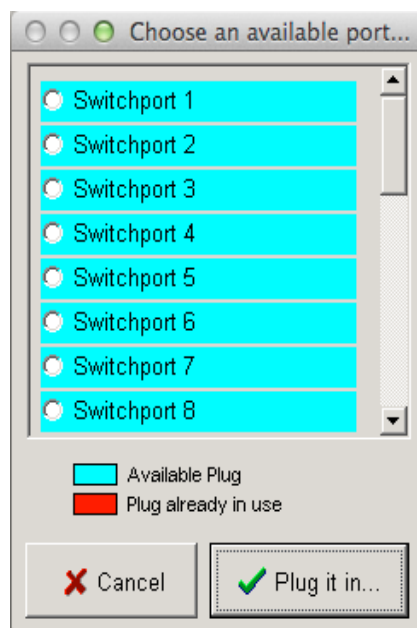 Choose an available port...
Switchport 1
Switchport 2
Switchport 3
Switchport 4
Switchport 5
Switchport 6
Switchport 7
Switchport 8
Available Plug
Plug already in use
Cancel
Plug it in...